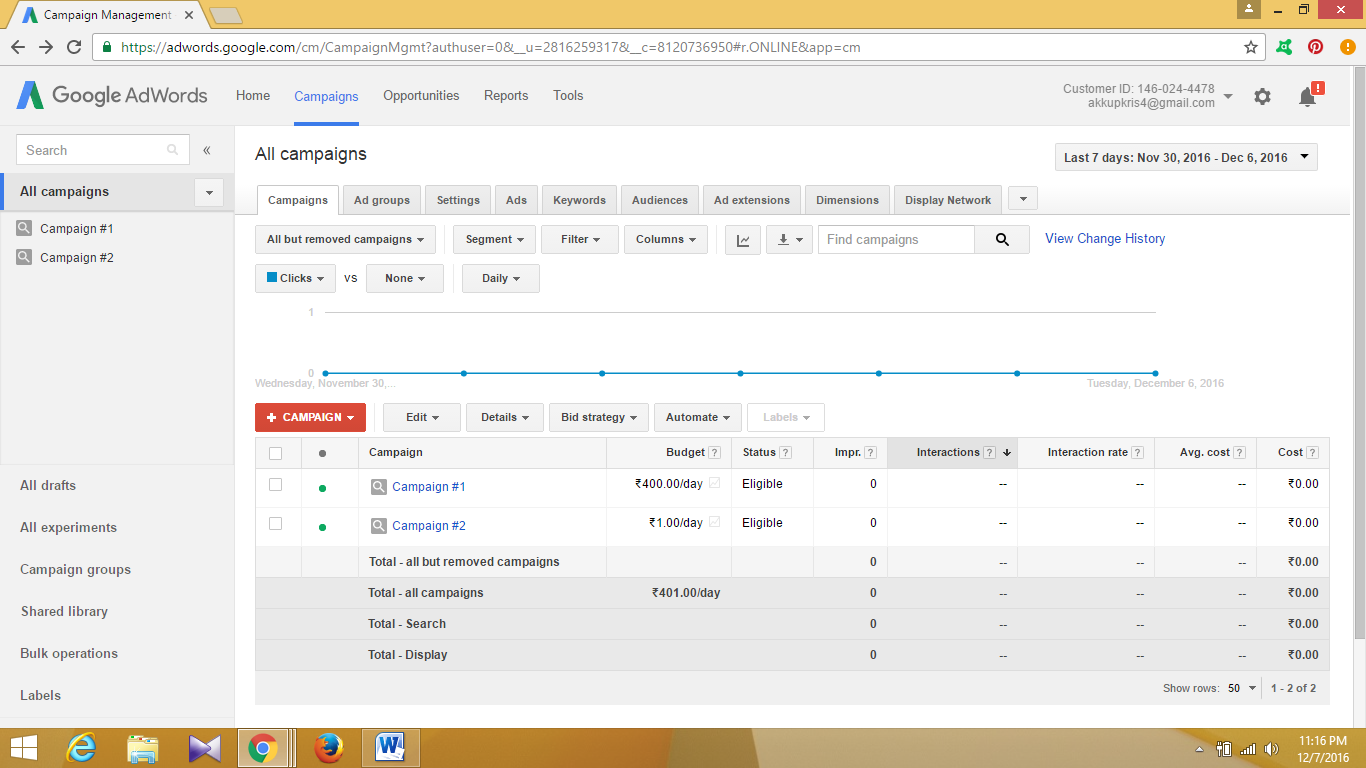 Campaign Management
https://adwords.google.com/cm/CampaignMgmt?authuser=0&__u=2816259317&__c=8120736950#r.ONLINE&app=cm
Google AdWords Home Campaigns Opportunities Reports Tools
Customer ID: 146-024-4478
akkupkris4@gmail.com
!
Search «
All campaigns
Campaign #1
Campaign #2
All drafts
All experiments
Campaign groups
Shared library
Bulk operations
Labels
All campaigns
Last 7 days: Nov 30, 2016 - Dec 6, 2016
Campaigns Ad groups Settings Ads Keywords Audiences Ad extensions Dimensions Display Network
All but removed campaigns Segment Filter Columns Find campaigns View Change History
Clicks VS None Daily
1
0
Wednesday, November 30,... Tuesday, December 6, 2016
+ CAMPAIGN Edit Details Bid strategy Automate Labels
Campaign Budget ? Status ? Impr. ? Interactions ? Interaction rate ? Avg. cost ? Cost ?
Campaign #1 ₹400.00/day Eligible 0 -- -- -- ₹0.00
Campaign #2 ₹1.00/day Eligible 0 -- -- -- ₹0.00
Total - all but removed campaigns 0 -- -- -- ₹0.00
Total - all campaigns ₹401.00/day 0 -- -- -- ₹0.00
Total - Search 0 -- -- -- ₹0.00
Total - Display 0 -- -- -- ₹0.00
Show rows: 50 1 - 2 of 2
11:16 PM
12/7/2016